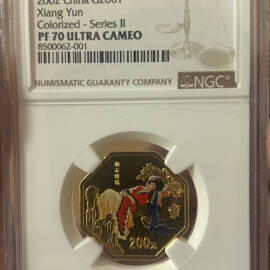 2002 China G200Y
Xiang Yun
Colorized - Series II
PF 70 ULTRA CAMEO
8500062-001
NUMISMATIC GUARANTY COMPANY
NGC
200元